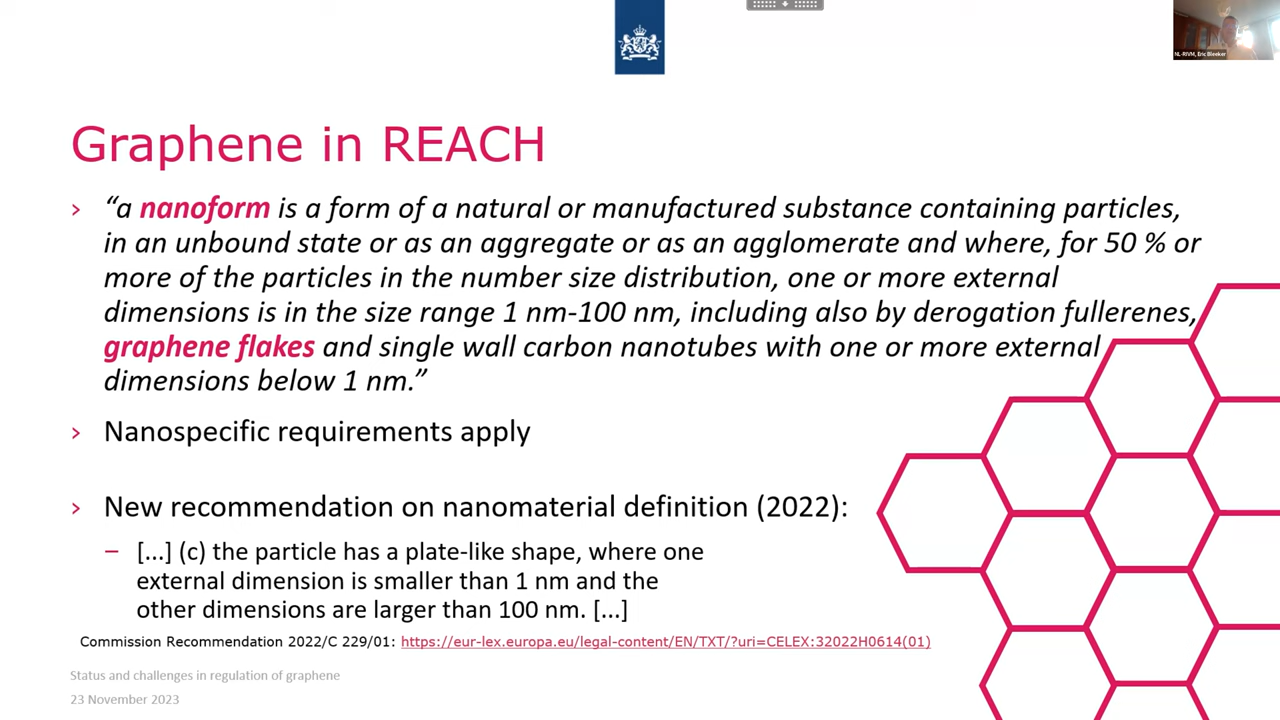 NL-RIVM, Eric Bleeker
Graphene in REACH
› “a nanoform is a form of a natural or manufactured substance containing particles,
in an unbound state or as an aggregate or as an agglomerate and where, for 50 % or
more of the particles in the number size distribution, one or more external
dimensions is in the size range 1 nm-100 nm, including also by derogation fullerenes,
graphene flakes and single wall carbon nanotubes with one or more external
dimensions below 1 nm.”
› Nanospecific requirements apply
› New recommendation on nanomaterial definition (2022):
– [...] (c) the particle has a plate-like shape, where one
external dimension is smaller than 1 nm and the
other dimensions are larger than 100 nm. [...]
Commission Recommendation 2022/C 229/01: https://eur-lex.europa.eu/legal-content/EN/TXT/?uri=CELEX:32022H0614(01)
Status and challenges in regulation of graphene
23 November 2023